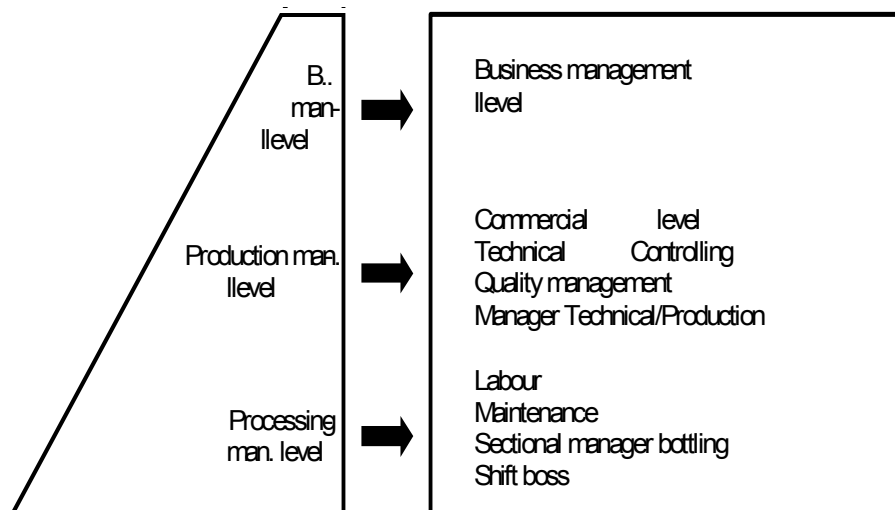 B..
man-
llevel
Business management
llevel
Production man.
llevel
Commercial level
Technical Controlling
Quality management
Manager Technical/Production
Processing
man. level
Labour
Maintenance
Sectional manager bottling
Shift boss